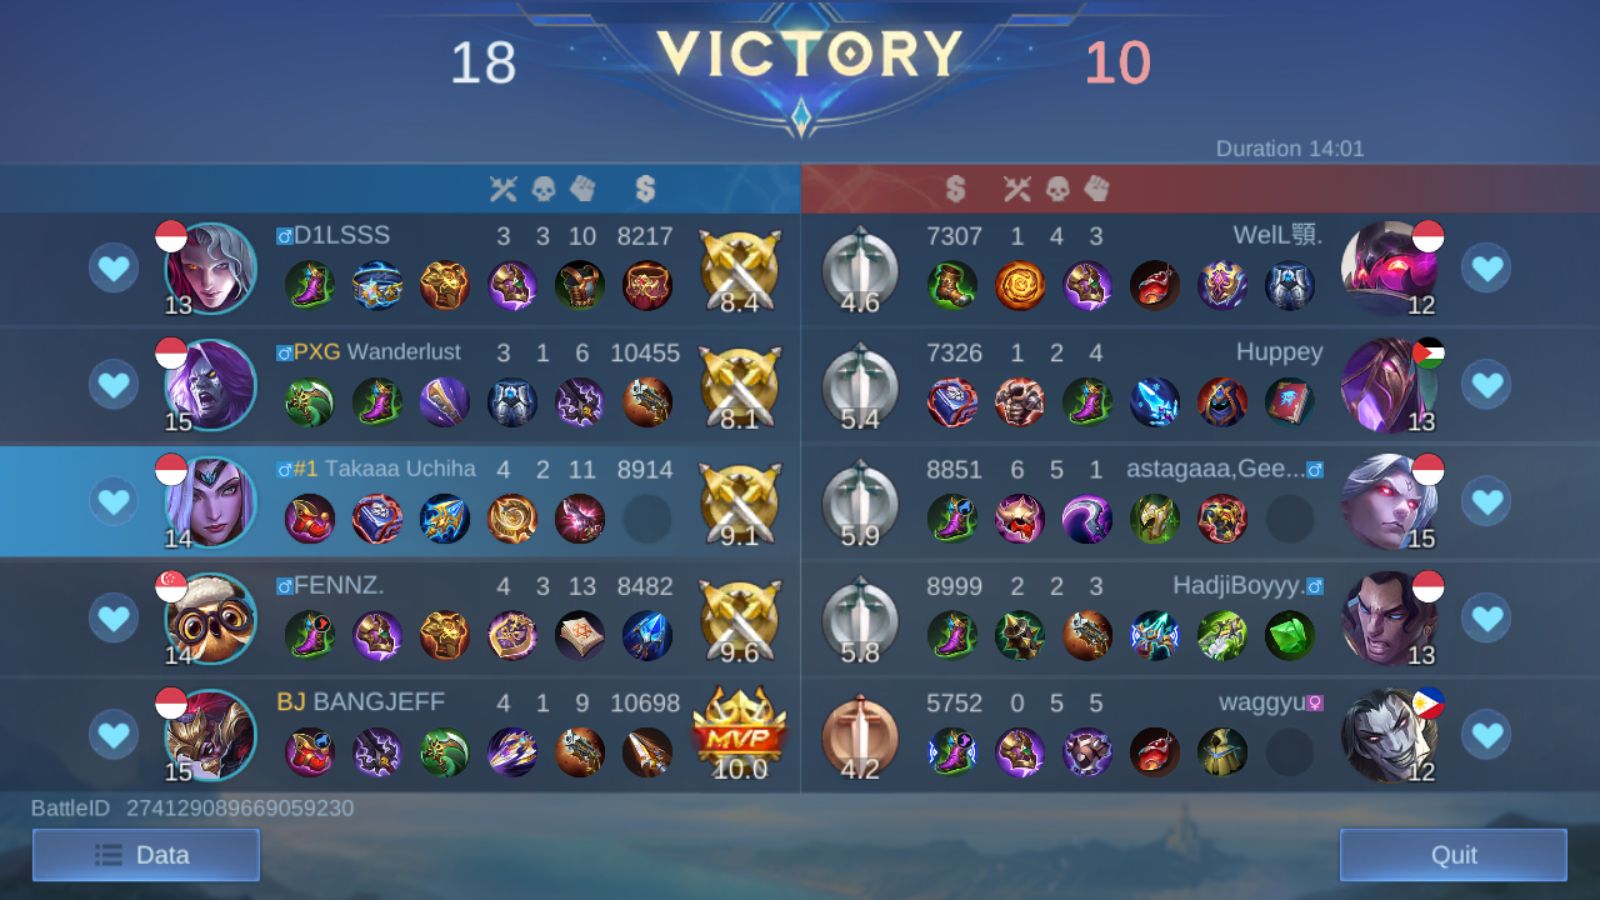 18 VICTORY 10
Duration 14:01
D1LSSS 3 3 10 8217 8.4 13
PXG Wanderlust 3 1 6 10455 8.1 15
#1 Takaaa Uchiha 4 2 11 8914 9.1 14
FENNZ. 4 3 13 8482 9.6 14
BJ BANGJEFF 4 1 9 10698 MVP 10.0 15
4.6 7307 1 4 3 WelL顎. 12
5.4 7326 1 2 4 Huppey 13
5.9 8851 6 5 1 astagaaa,Gee... 15
5.8 8999 2 2 3 HadjiBoyyy. 13
4.2 5752 0 5 5 waggyu 12
BattleID 274129089669059230
Data
Quit